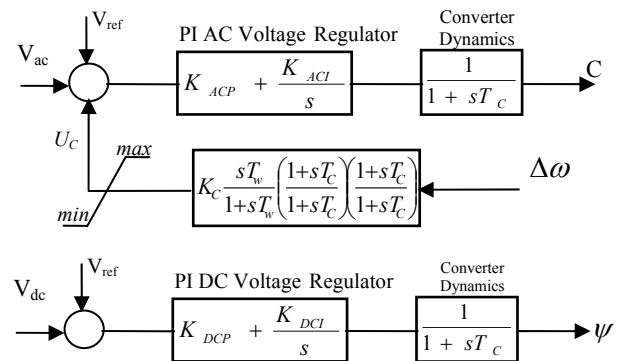 V_ref
PI AC Voltage Regulator
Converter Dynamics
V_ac
K_ACP + K_ACI / s
1 / (1 + sT_C)
C
U_C
max
min
K_C sT_w / (1+sT_w) ((1+sT_C) / (1+sT_C)) ((1+sT_C) / (1+sT_C))
Δω
V_ref
PI DC Voltage Regulator
Converter Dynamics
V_dc
K_DCP + K_DCI / s
1 / (1 + sT_C)
ψ